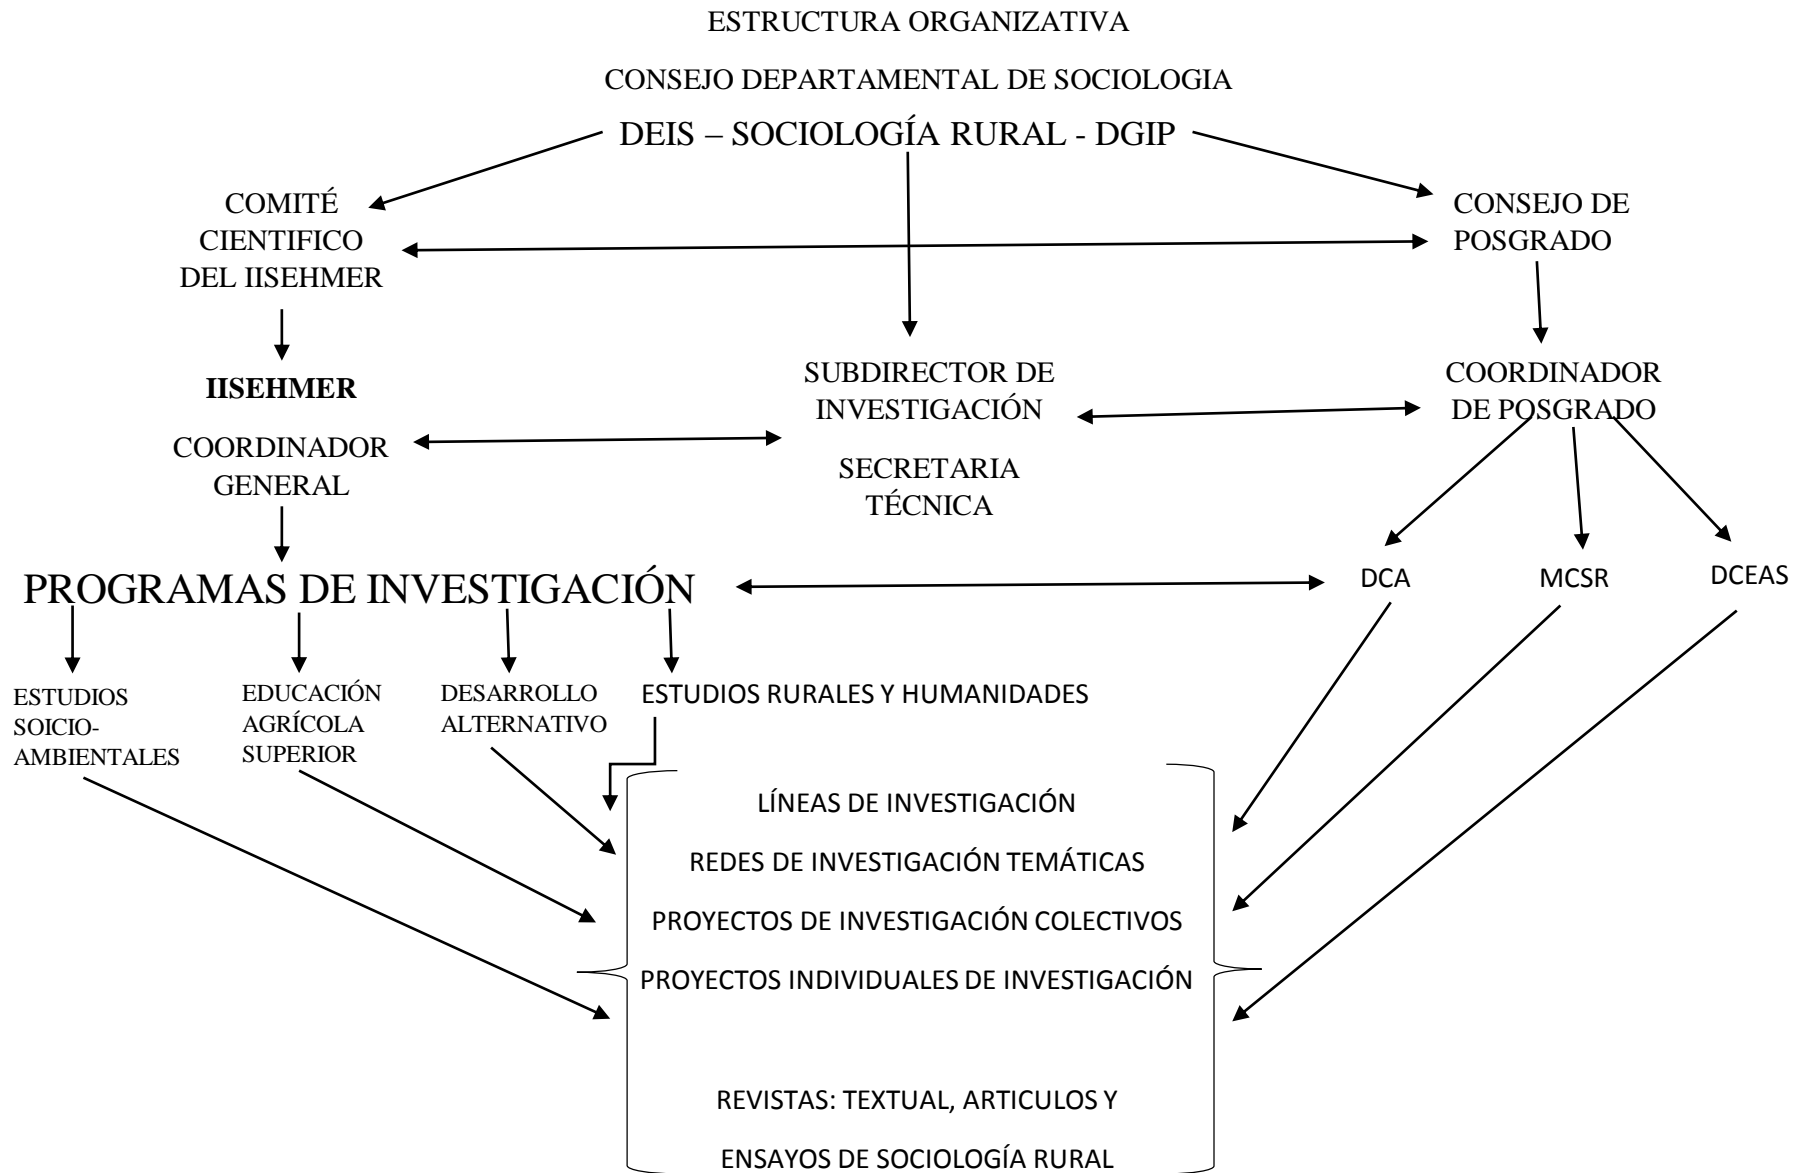 ESTRUCTURA ORGANIZATIVA
CONSEJO DEPARTAMENTAL DE SOCIOLOGIA
DEIS – SOCIOLOGÍA RURAL - DGIP
COMITÉ
CIENTIFICO
DEL IISEHMER
CONSEJO DE
POSGRADO
IISEHMER
COORDINADOR
GENERAL
SUBDIRECTOR DE
INVESTIGACIÓN
SECRETARIA
TÉCNICA
COORDINADOR
DE POSGRADO
PROGRAMAS DE INVESTIGACIÓN
DCA
MCSR
DCEAS
ESTUDIOS
SOICIO-
AMBIENTALES
EDUCACIÓN
AGRÍCOLA
SUPERIOR
DESARROLLO
ALTERNATIVO
ESTUDIOS RURALES Y HUMANIDADES
LÍNEAS DE INVESTIGACIÓN
REDES DE INVESTIGACIÓN TEMÁTICAS
PROYECTOS DE INVESTIGACIÓN COLECTIVOS
PROYECTOS INDIVIDUALES DE INVESTIGACIÓN
REVISTAS: TEXTUAL, ARTICULOS Y
ENSAYOS DE SOCIOLOGÍA RURAL